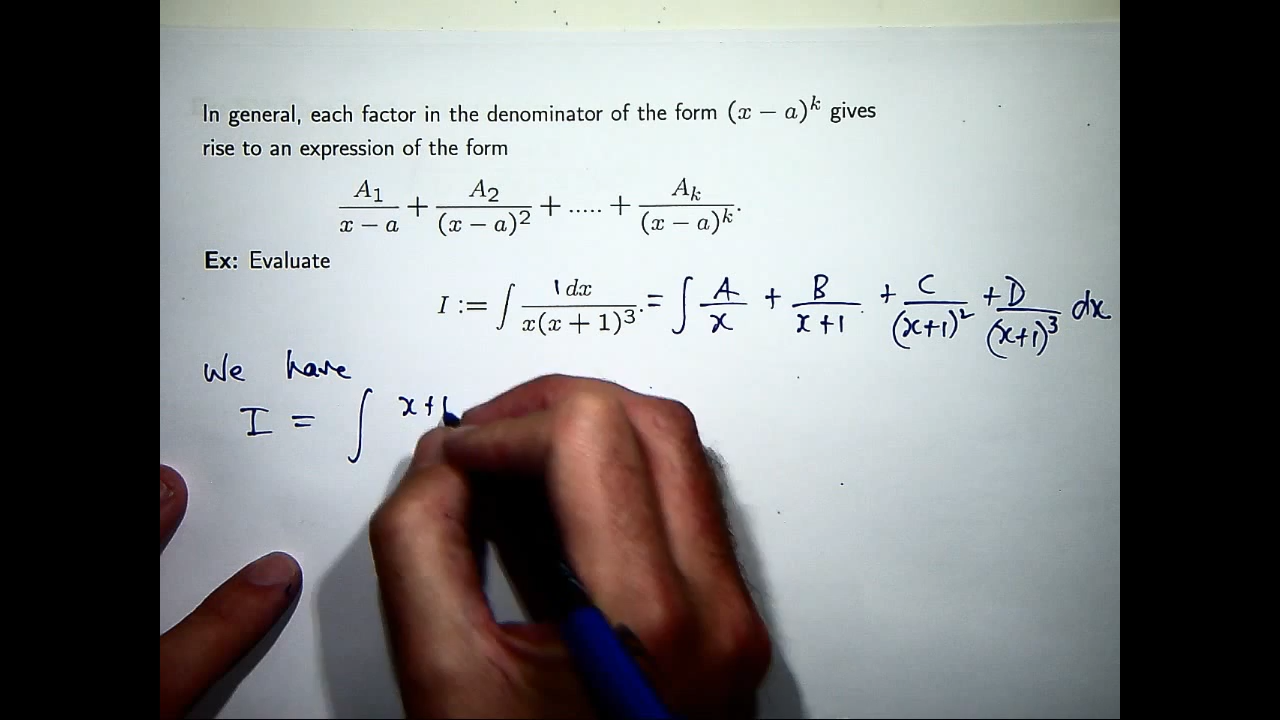 In general, each factor in the denominator of the form (x − a)^k gives
rise to an expression of the form
A₁/(x − a) + A₂/(x − a)² + ..... + A_k/(x − a)^k.
Ex: Evaluate
I := ∫ 1 dx/(x(x + 1)³). = ∫ A/x + B/(x+1) + C/(x+1)² + D/(x+1)³ dx
We have
I = ∫ x+1